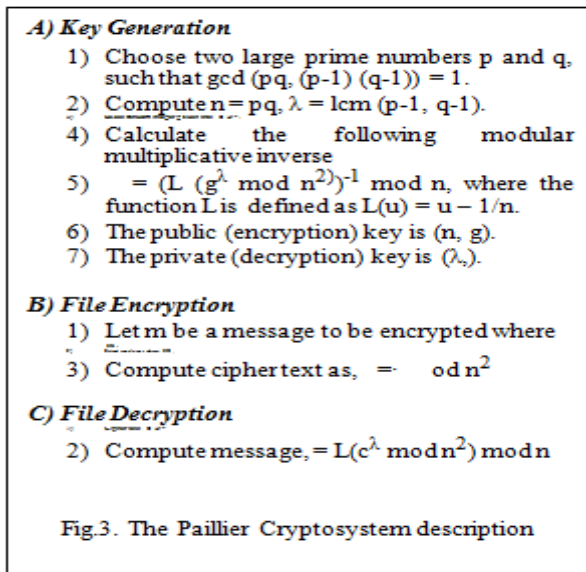 A) Key Generation
1) Choose two large prime numbers p and q,
such that gcd (pq, (p-1) (q-1)) = 1.
2) Compute n = pq, λ = lcm (p-1, q-1).
4) Calculate the following modular
multiplicative inverse
5) = (L (g^λ mod n²))⁻¹ mod n, where the
function L is defined as L(u) = u – 1/n.
6) The public (encryption) key is (n, g).
7) The private (decryption) key is (λ,).
B) File Encryption
1) Let m be a message to be encrypted where
3) Compute ciphertext as, = od n²
C) File Decryption
2) Compute message, = L(c^λ mod n²) mod n
Fig.3. The Paillier Cryptosystem description